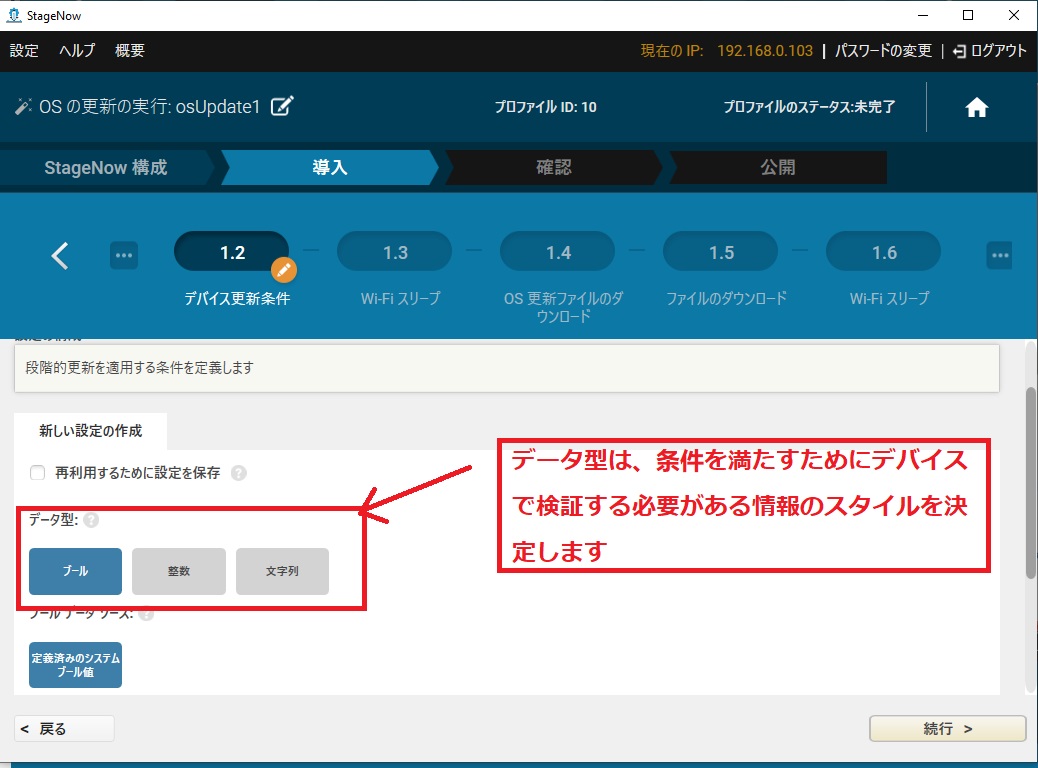 StageNow
設定 ヘルプ 概要
現在の IP: 192.168.0.103 | パスワードの変更 | ログアウト
OS の更新の実行: osUpdate1
プロファイル ID: 10
プロファイルのステータス:未完了
StageNow 構成
導入
確認
公開
1.2
1.3
1.4
1.5
1.6
デバイス更新条件
Wi-Fi スリープ
OS 更新ファイルのダ
ウンロード
ファイルのダウンロード
Wi-Fi スリープ
段階的更新を適用する条件を定義します
新しい設定の作成
再利用するために設定を保存 ?
データ型は、条件を満たすためにデバイス
で検証する必要がある情報のスタイルを決
定します
データ型: ?
ブール
整数
文字列
ブール データ ソース: ?
定義済みのシステム
ブール値
< 戻る
続行 >